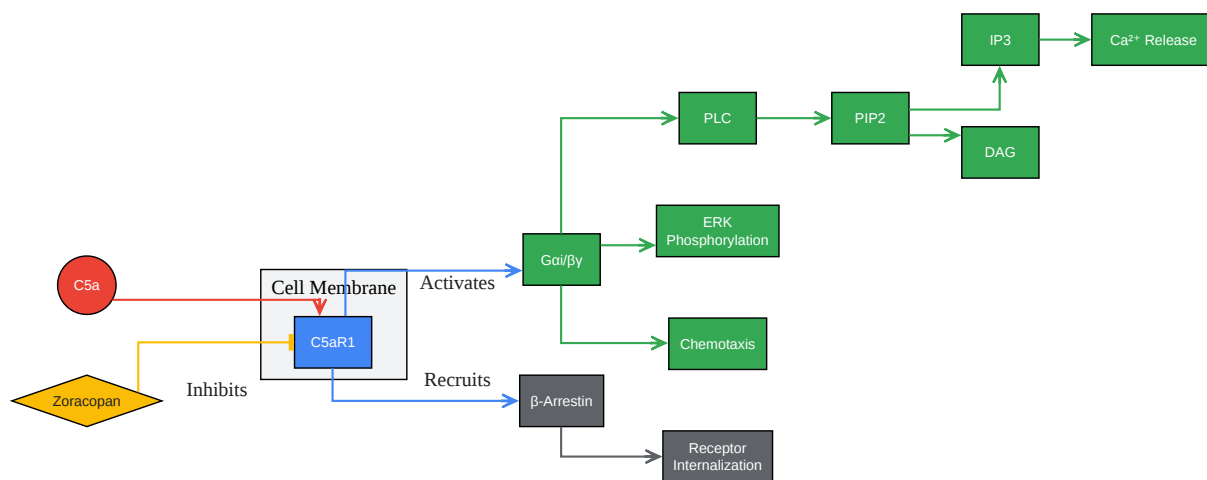 IP3
Ca²⁺ Release
PLC
PIP2
DAG
ERK
Phosphorylation
Gαi/βγ
C5a
Cell Membrane
Activates
C5aR1
Chemotaxis
Inhibits
Recruits
Zoracopan
β-Arrestin
Receptor
Internalization